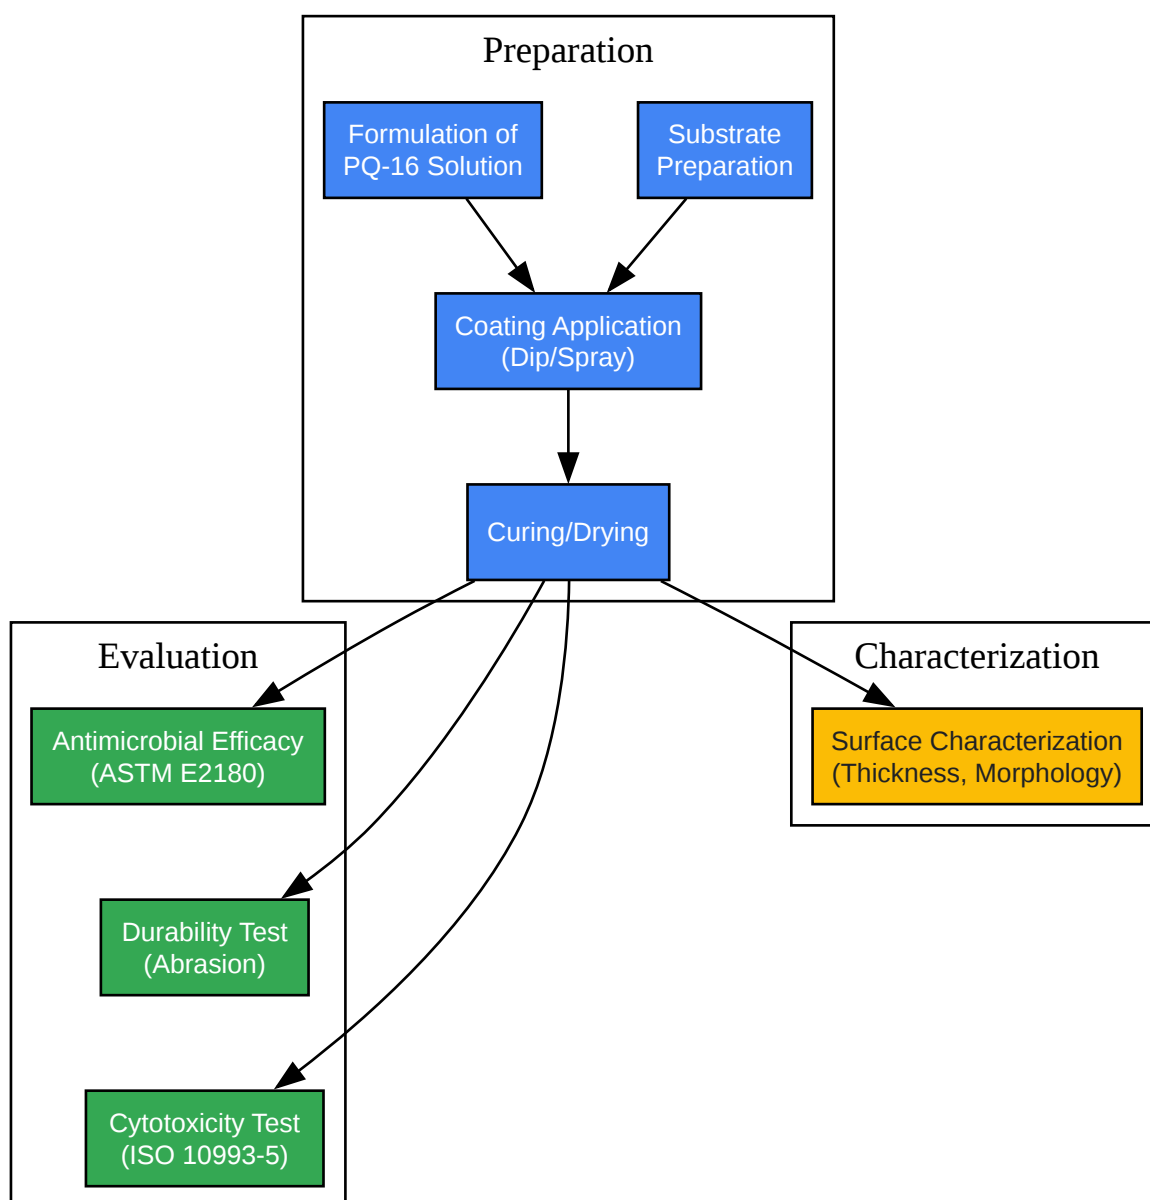 Preparation
Formulation of
PQ-16 Solution
Substrate
Preparation
Coating Application
(Dip/Spray)
Curing/Drying
Evaluation
Antimicrobial Efficacy
(ASTM E2180)
Durability Test
(Abrasion)
Cytotoxicity Test
(ISO 10993-5)
Characterization
Surface Characterization
(Thickness, Morphology)